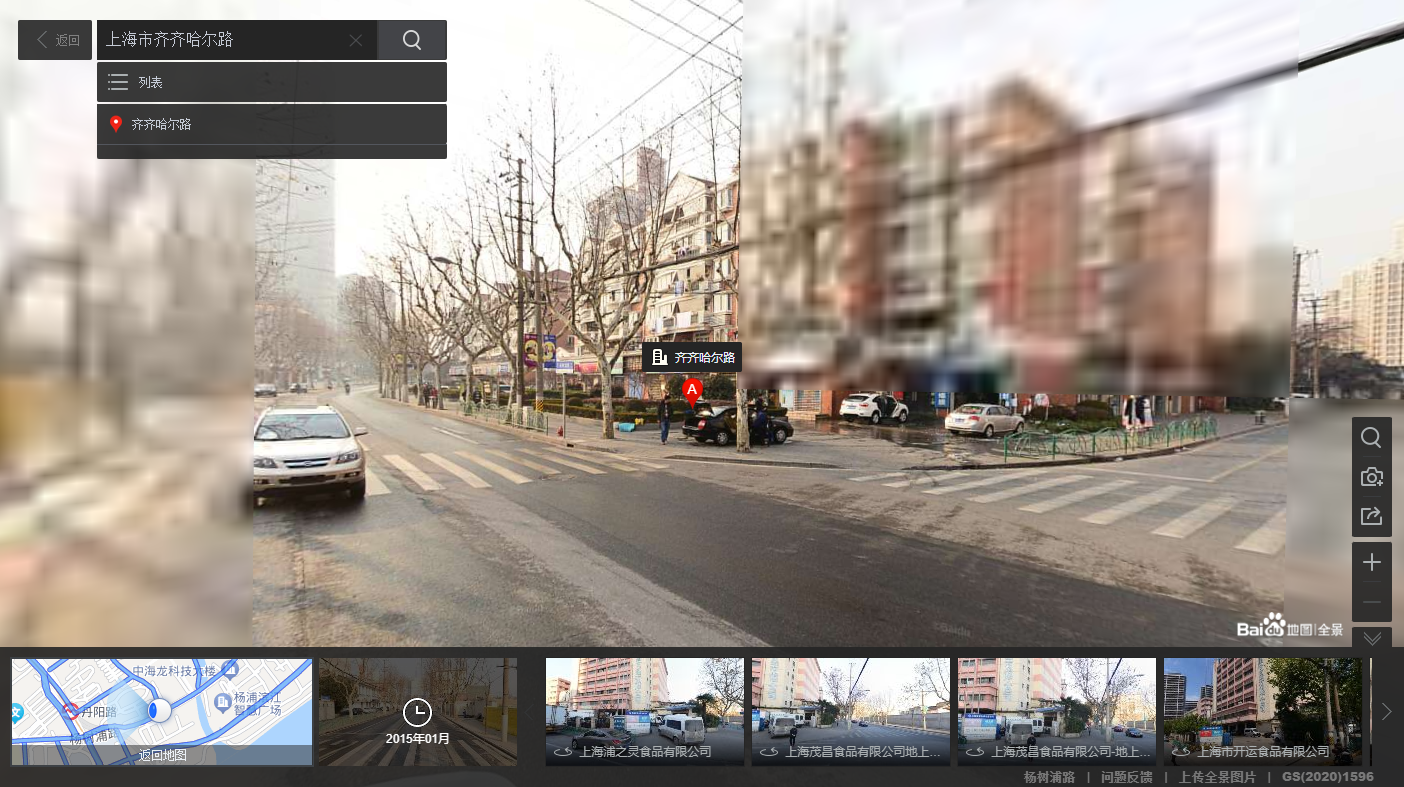 返回
上海市齐齐哈尔路
列表
齐齐哈尔路
齐齐哈尔路
A
©Baidu
Bai 地图|全景
中海龙科技大楼
杨浦滨江
智慧广场
丹阳路
返回地图
2015年01月
上海浦之灵食品有限公司
上海茂昌食品有限公司地上...
上海茂昌食品有限公司-地上...
上海市开运食品有限公司
杨树浦路 | 问题反馈 | 上传全景图片 | GS(2020)1596